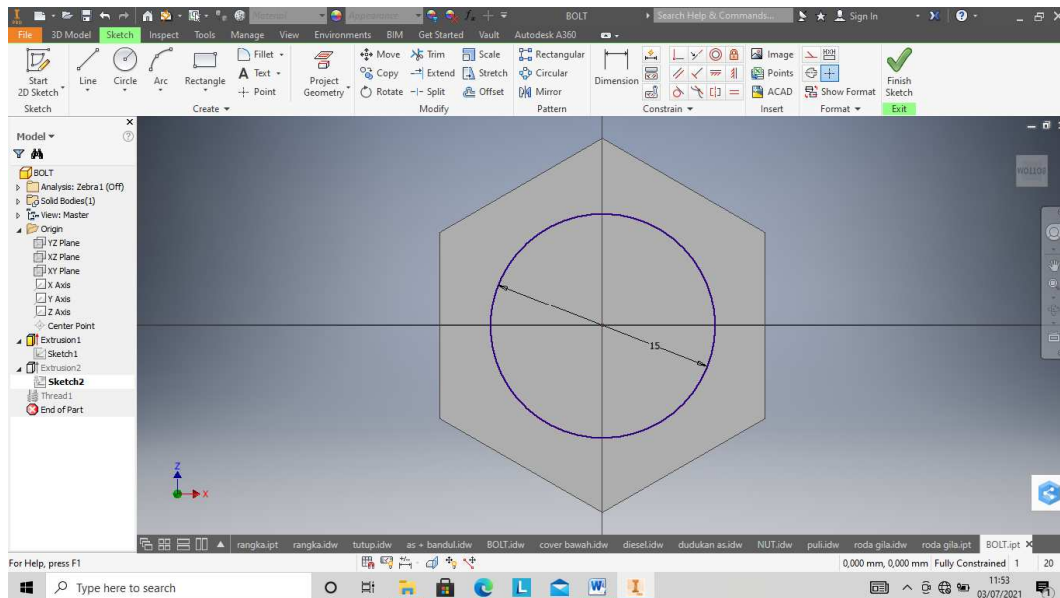 BOLT Search Help & Commands... Sign In
File 3D Model Sketch Inspect Tools Manage View Environments BIM Get Started Vault Autodesk A360
Start 2D Sketch Line Circle Arc Rectangle Fillet Text Point Project Geometry Move Copy Rotate Trim Extend Split Scale Stretch Offset Rectangular Circular Mirror Dimension Image Points ACAD Show Format Finish Sketch
Sketch Create Modify Pattern Constrain Insert Format Exit
Model
BOLT
Analysis: Zebra1 (Off)
Solid Bodies(1)
View: Master
Origin
YZ Plane
XZ Plane
XY Plane
X Axis
Y Axis
Z Axis
Center Point
Extrusion1
Sketch1
Extrusion2
Sketch2
Thread1
End of Part
BOTTOM
15
Z
X
rangka.ipt rangka.idw tutup.idw as + bandul.idw BOLT.idw cover bawah.idw diesel.idw dudukan as.idw NUT.idw puli.idw roda gila.idw roda gila.ipt BOLT.ipt
For Help, press F1 0,000 mm, 0,000 mm Fully Constrained 1 20
Type here to search 11:53
03/07/2021